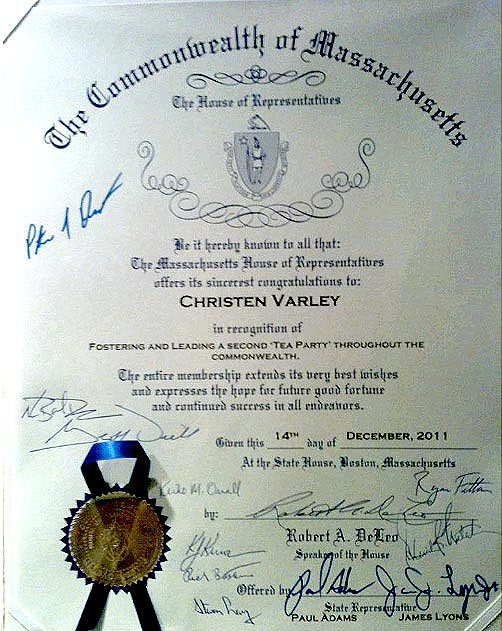 The Commonwealth of Massachusetts
The House of Representatives
Be it hereby known to all that:
The Massachusetts House of Representatives
offers its sincerest congratulations to:
CHRISTEN VARLEY
in recognition of
FOSTERING AND LEADING A SECOND 'TEA PARTY' THROUGHOUT THE
COMMONWEALTH.
The entire membership extends its very best wishes
and expresses the hope for future good fortune
and continued success in all endeavors.
Given this 14TH day of DECEMBER, 2011
At the State House, Boston, Massachusetts
by:
Robert A. DeLeo
Speaker of the House
Offered by:
State Representative
PAUL ADAMS JAMES LYONS